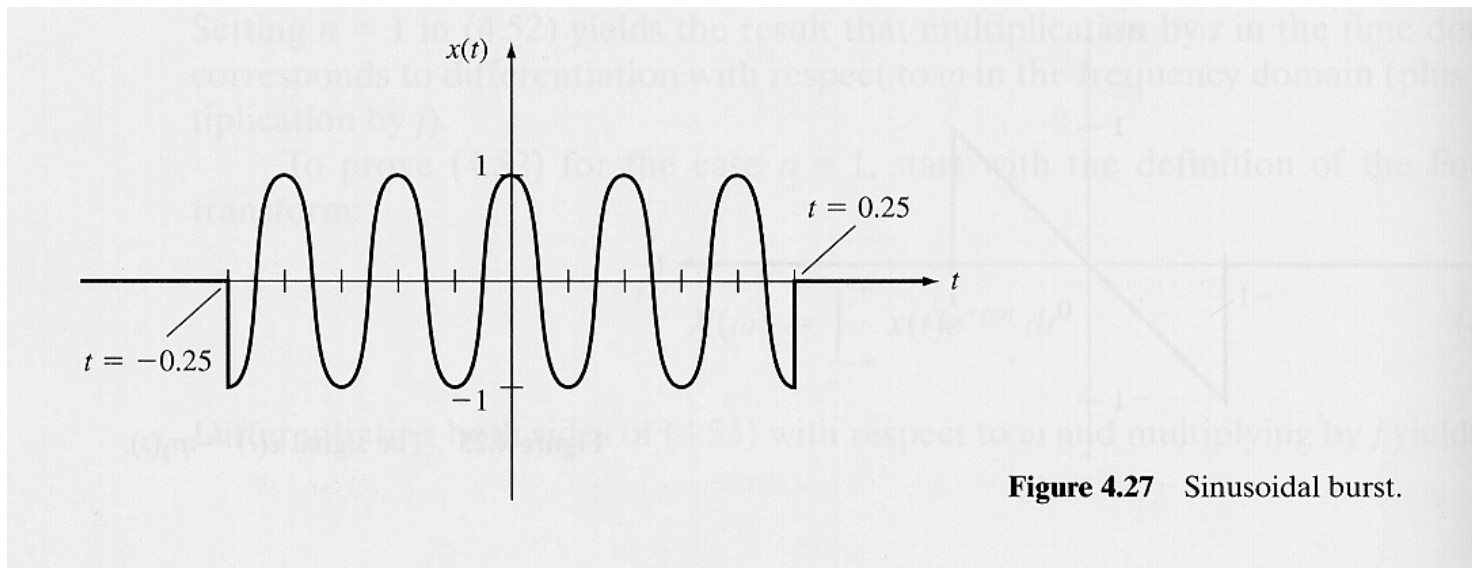 Setting n = 1 in (4.52) yields the result that multiplication by t in the time
corresponds to differentiation with respect to ω in the frequency domain (plus
tiplication by j).
To prove (4.52) for the case n = 1, start with the definition of the
transform:
x(t)
1
t = 0.25
t
t = −0.25
−1
X(ω) = x(t)e^{−jωt} dt
Differentiating both sides of (4.53) with respect to ω and multiplying by j
Figure 4.27 Sinusoidal burst.